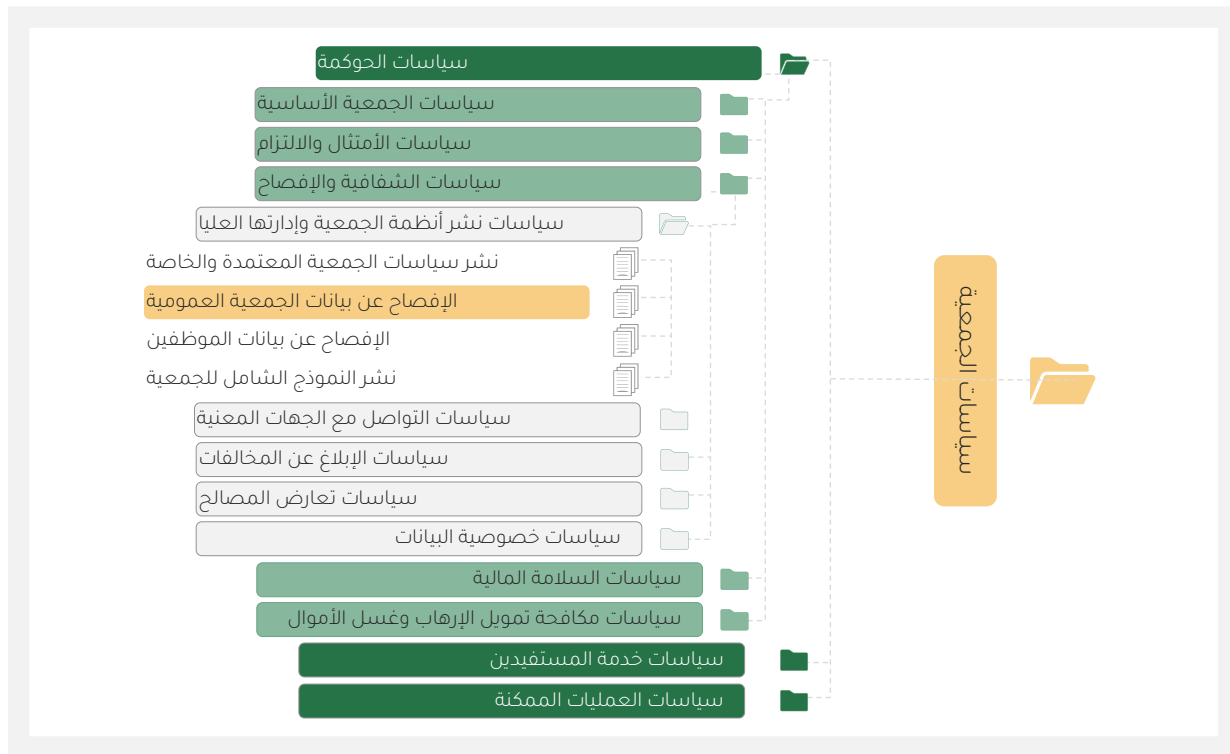 سياسات الجمعية
سياسات الحوكمة
سياسات الجمعية الأساسية
سياسات الأمتثال والالتزام
سياسات الشفافية والإفصاح
سياسات نشر أنظمة الجمعية وإدارتها العليا
نشر سياسات الجمعية المعتمدة والخاصة
الإفصاح عن بيانات الجمعية العمومية
الإفصاح عن بيانات الموظفين
نشر النموذج الشامل للجمعية
سياسات التواصل مع الجهات المعنية
سياسات الإبلاغ عن المخالفات
سياسات تعارض المصالح
سياسات خصوصية البيانات
سياسات السلامة المالية
سياسات مكافحة تمويل الإرهاب وغسل الأموال
سياسات خدمة المستفيدين
سياسات العمليات الممكنة